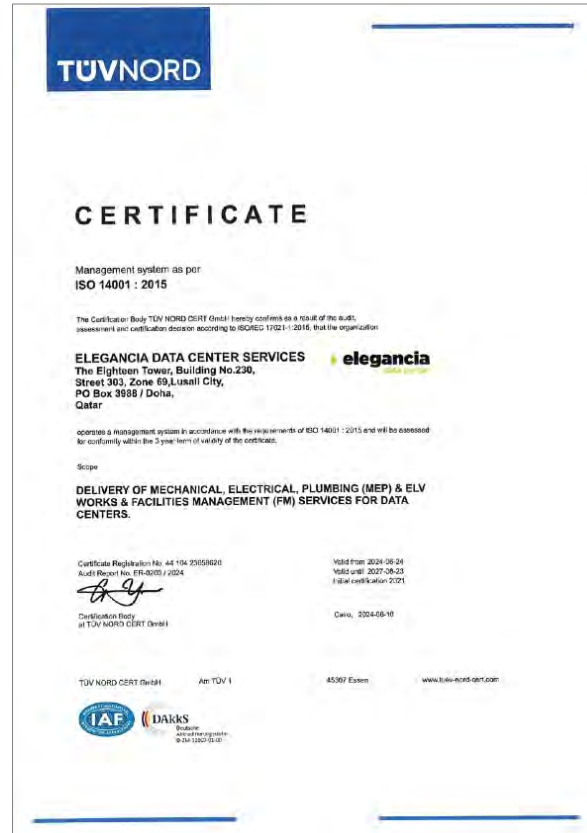 TÜVNORD
CERTIFICATE
Management system as per
ISO 14001 : 2015
The Certification Body TÜV NORD CERT GmbH hereby confirms as a result of the audit,
assessment and certification decision according to ISO/IEC 17021-1:2015, that the organization
ELEGANCIA DATA CENTER SERVICES
The Eighteen Tower, Building No.230,
Street 303, Zone 69,Lusail City,
PO Box 3988 / Doha,
Qatar
elegancia
data center
operates a management system in accordance with the requirements of ISO 14001 : 2015 and will be assessed
for conformity within the 3 year term of validity of the certificate.
Scope
DELIVERY OF MECHANICAL, ELECTRICAL, PLUMBING (MEP) & ELV
WORKS & FACILITIES MANAGEMENT (FM) SERVICES FOR DATA
CENTERS.
Certificate Registration No. 44 104
Audit Report No. / 2024
Valid from 2024-06-24
Valid until 2027-06-23
Initial certification 2021
Certification Body
at TÜV NORD CERT GmbH
Cairo, 2024-06-10
TÜV NORD CERT GmbH Am TÜV 1 45307 Essen www.tuev-nord-cert.com
IAF
DAkkS
Deutsche
Akkreditierungsstelle